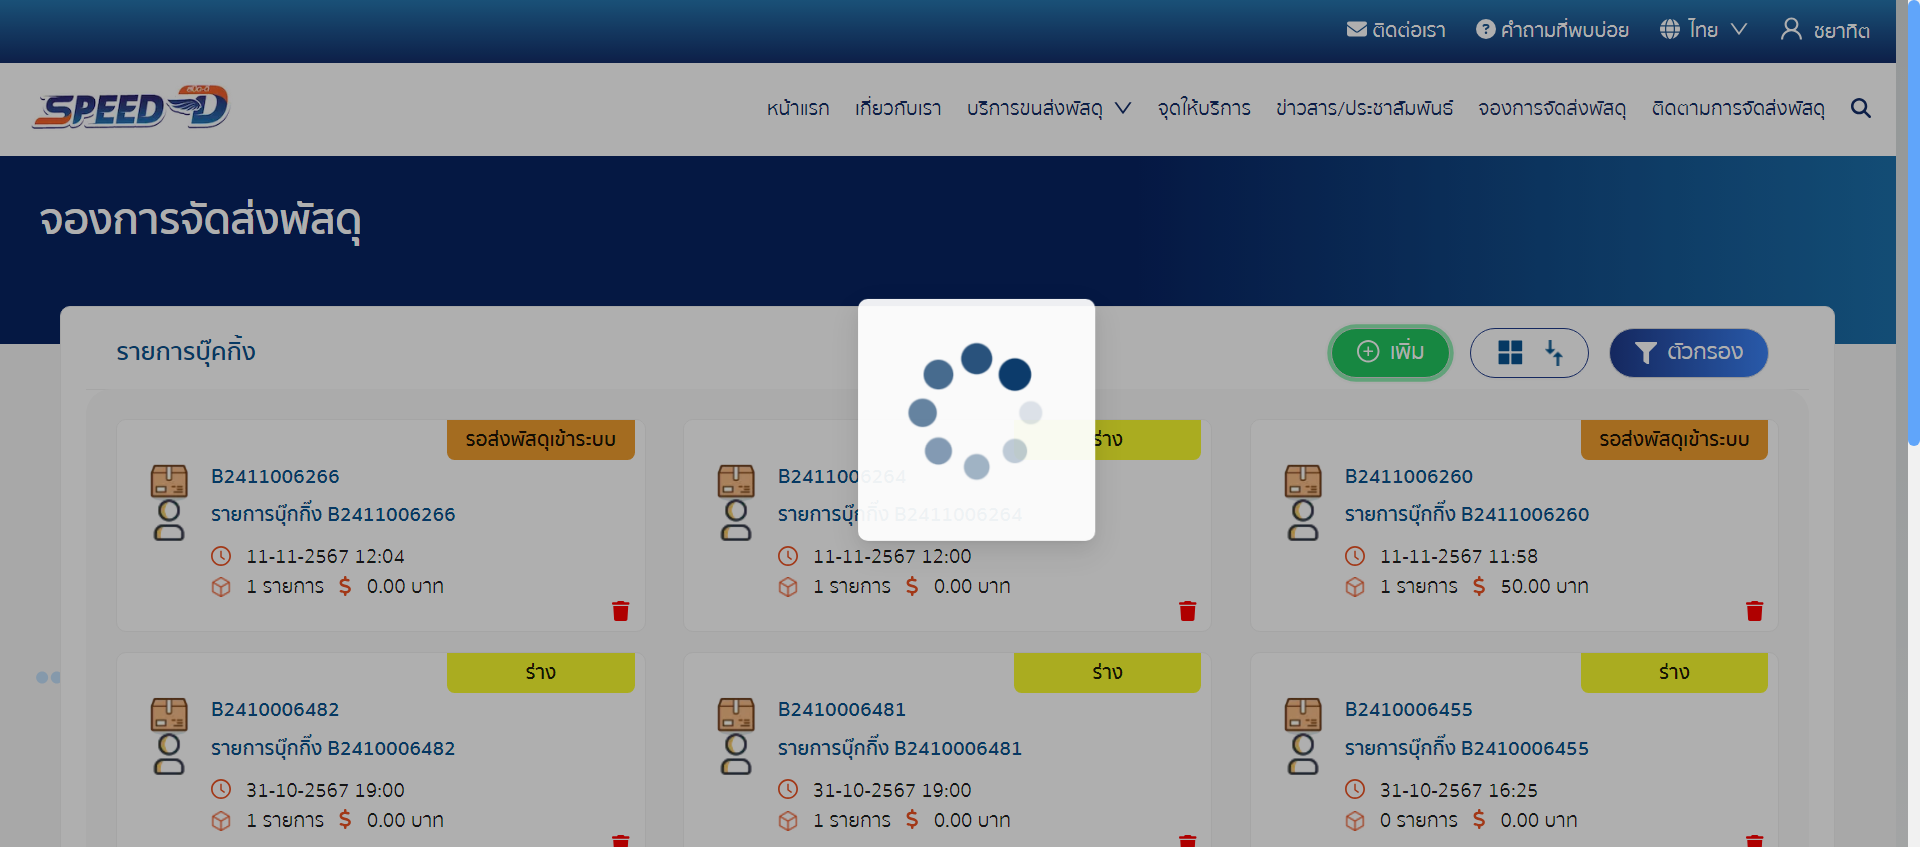 ติดต่อเรา คำถามที่พบบ่อย ไทย ชยาทิต
สปีด-ดี
SPEED D
หน้าแรก เกี่ยวกับเรา บริการขนส่งพัสดุ จุดให้บริการ ข่าวสาร/ประชาสัมพันธ์ จองการจัดส่งพัสดุ ติดตามการจัดส่งพัสดุ
จองการจัดส่งพัสดุ
รายการบุ๊คกิ้ง
เพิ่ม ตัวกรอง
รอส่งพัสดุเข้าระบบ
B2411006266
รายการบุ๊กกิ๊ง B2411006266
11-11-2567 12:04
1 รายการ $ 0.00 บาท
ร่าง
B2411006264
รายการบุ๊กกิ๊ง B2411006264
11-11-2567 12:00
1 รายการ $ 0.00 บาท
รอส่งพัสดุเข้าระบบ
B2411006260
รายการบุ๊กกิ๊ง B2411006260
11-11-2567 11:58
1 รายการ $ 50.00 บาท
ร่าง
B2410006482
รายการบุ๊กกิ๊ง B2410006482
31-10-2567 19:00
1 รายการ $ 0.00 บาท
ร่าง
B2410006481
รายการบุ๊กกิ๊ง B2410006481
31-10-2567 19:00
1 รายการ $ 0.00 บาท
ร่าง
B2410006455
รายการบุ๊กกิ๊ง B2410006455
31-10-2567 16:25
0 รายการ $ 0.00 บาท